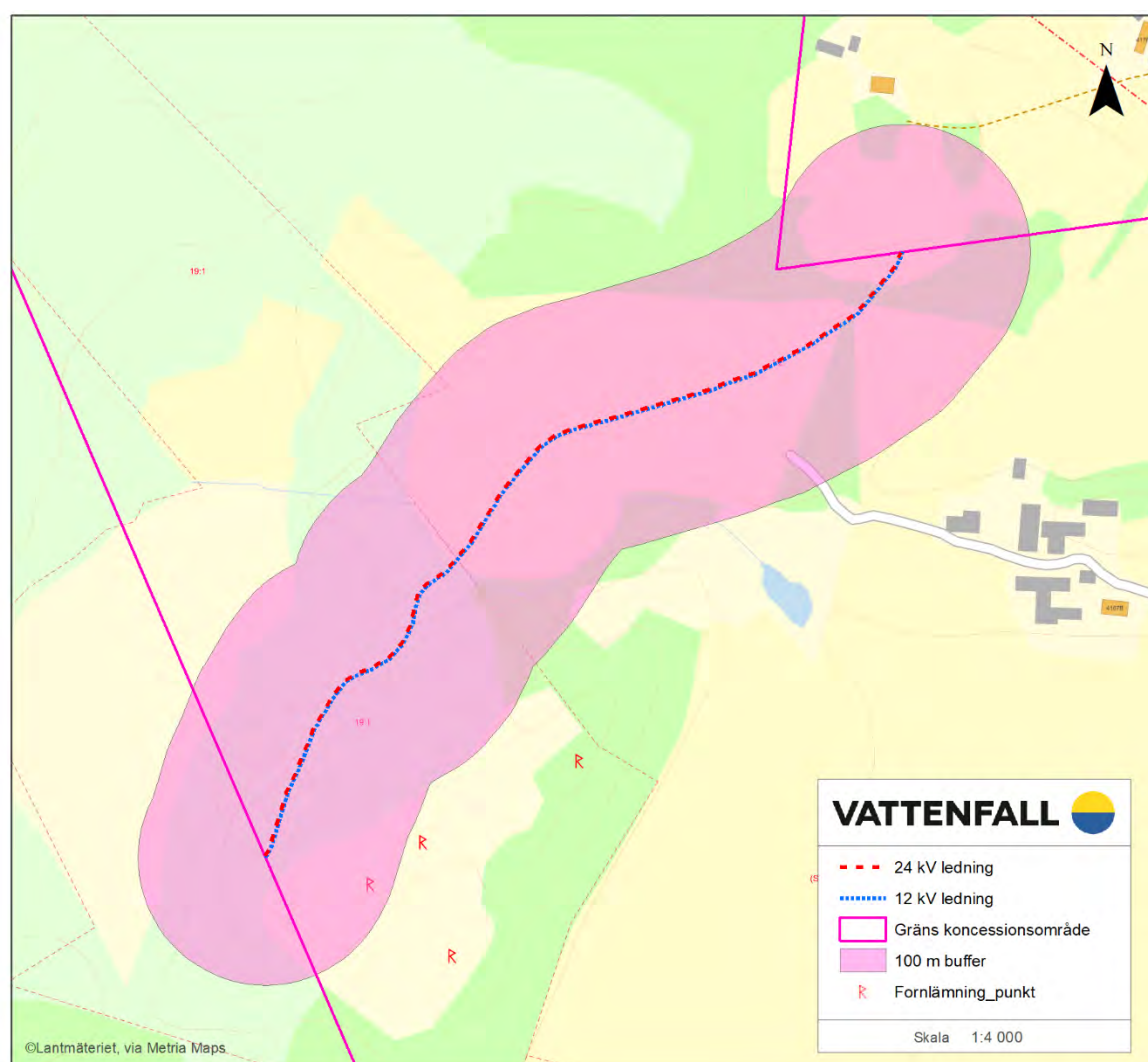 N
19:1
19:1
VATTENFALL
24 kV ledning
12 kV ledning
Gräns koncessionsområde
100 m buffer
Fornlämning_punkt
Skala 1:4 000
(S
©Lantmäteriet, via Metria Maps